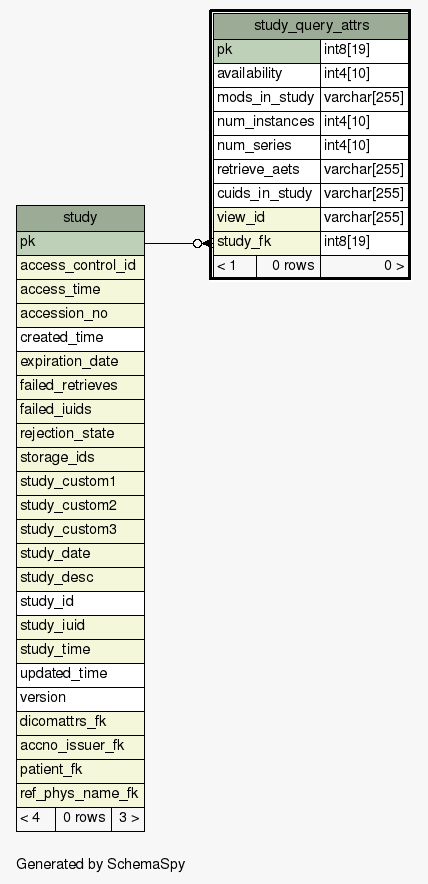 study_query_attrs
pk int8[19]
availability int4[10]
mods_in_study varchar[255]
num_instances int4[10]
num_series int4[10]
retrieve_aets varchar[255]
cuids_in_study varchar[255]
view_id varchar[255]
study_fk int8[19]
< 1 0 rows 0 >
study
pk
access_control_id
access_time
accession_no
created_time
expiration_date
failed_retrieves
failed_iuids
rejection_state
storage_ids
study_custom1
study_custom2
study_custom3
study_date
study_desc
study_id
study_iuid
study_time
updated_time
version
dicomattrs_fk
accno_issuer_fk
patient_fk
ref_phys_name_fk
< 4 0 rows 3 >
Generated by SchemaSpy